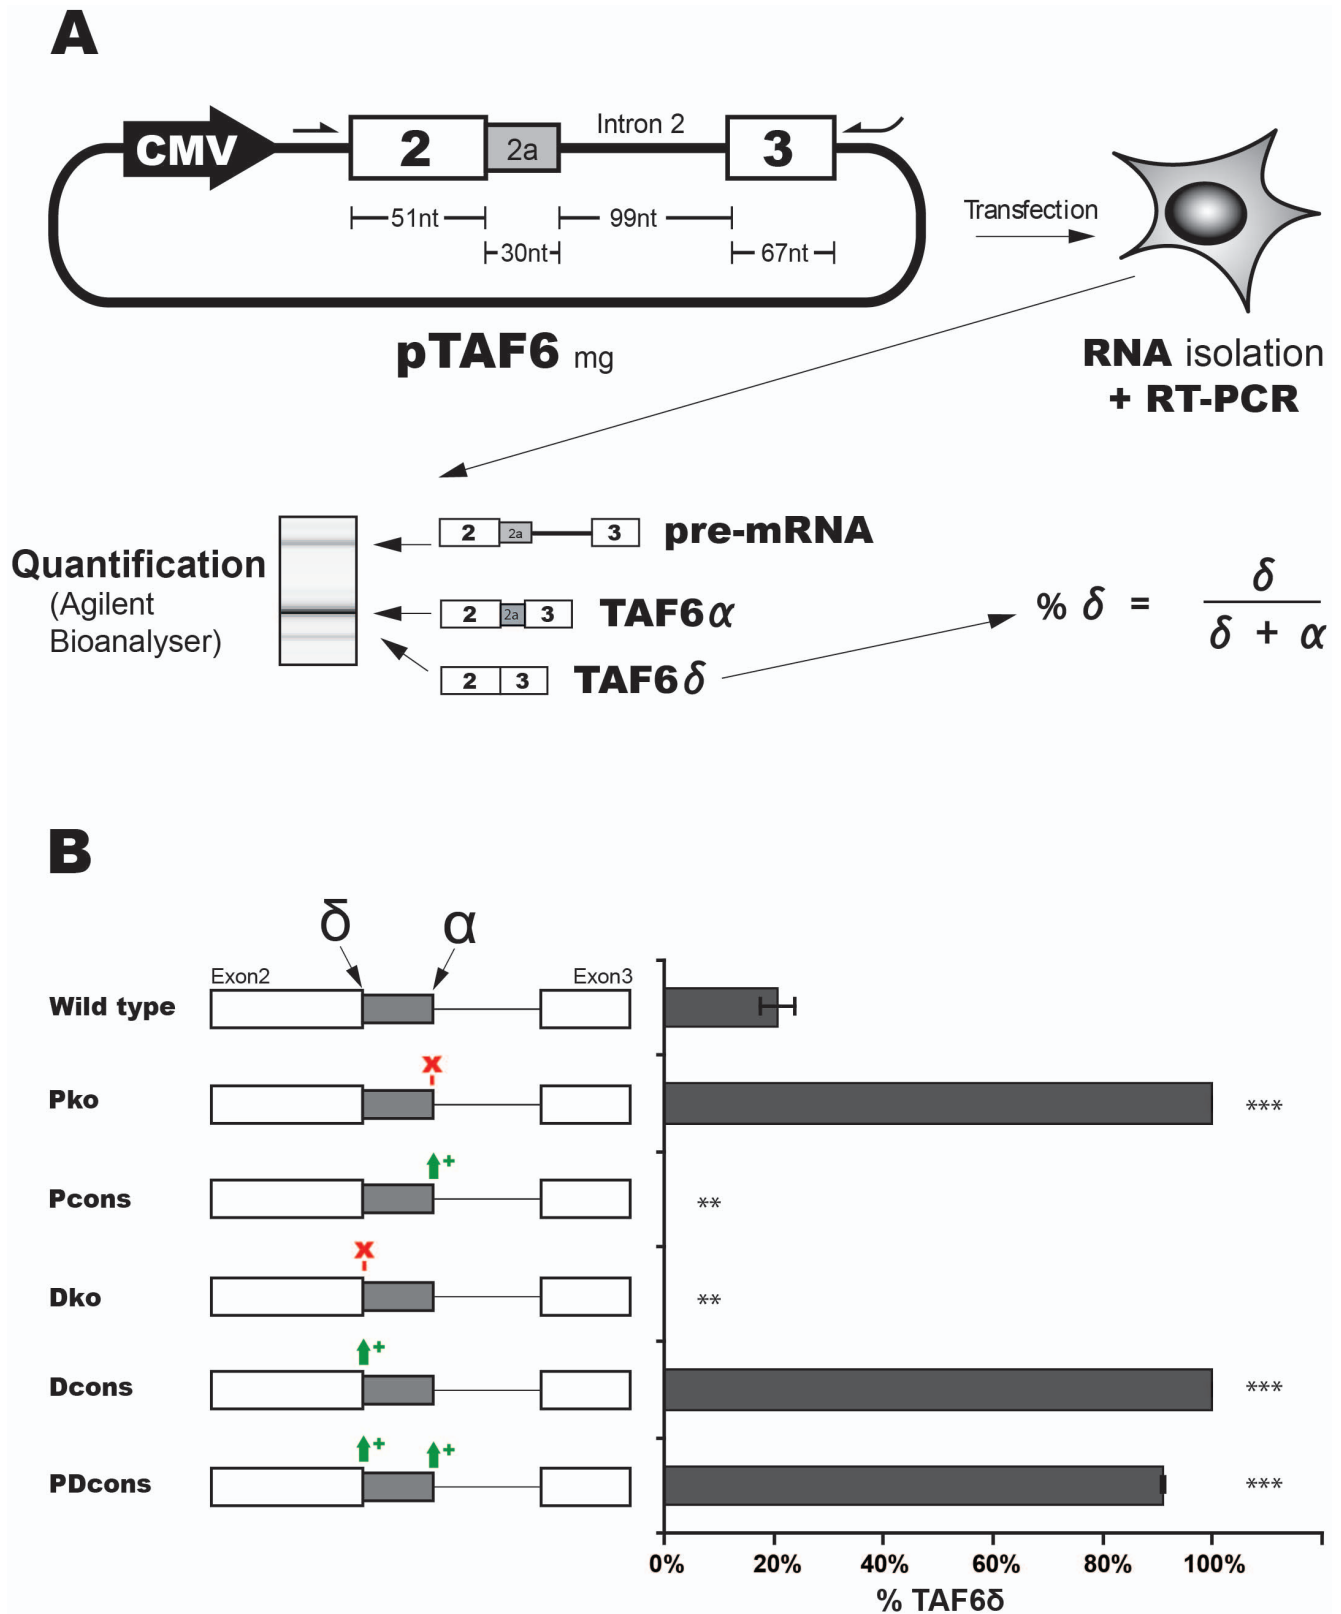 A
CMV
2
2a
Intron 2
3
51nt
99nt
30nt
67nt
Transfection
pTAF6 mg
RNA isolation
+ RT-PCR
Quantification
(Agilent
Bioanalyser)
2 2a 3 pre-mRNA
2 2a 3 TAF6α
2 3 TAF6δ
% δ = δ
δ + α
B
δ α
Exon2 Exon3
Wild type
x
Pko ***
+
Pcons **
x
Dko **
+
Dcons ***
+ +
PDcons ***
0% 20% 40% 60% 80% 100%
% TAF6δ